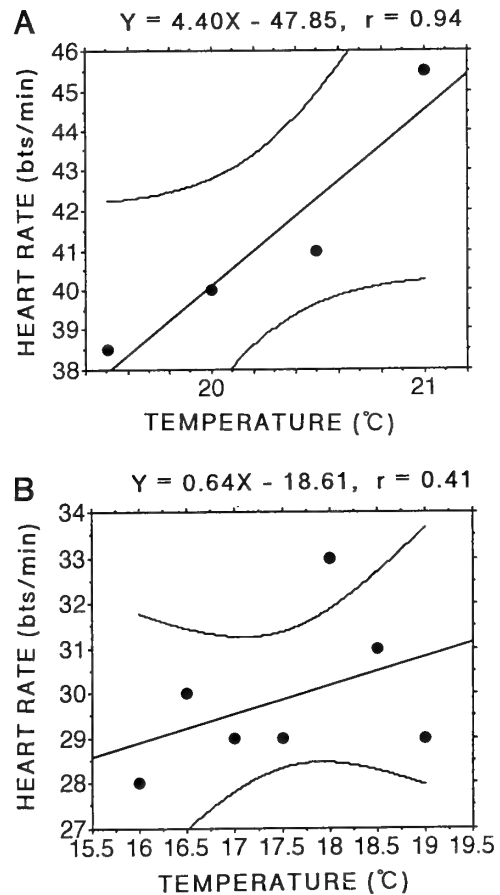 A
Y = 4.40X - 47.85, r = 0.94
46
45
44
43
42
41
40
39
38
HEART RATE (bts/min)
20 21
TEMPERATURE (℃)
B
Y = 0.64X - 18.61, r = 0.41
34
33
32
31
30
29
28
27
HEART RATE (bts/min)
15.5 16 16.5 17 17.5 18 18.5 19 19.5
TEMPERATURE (℃)